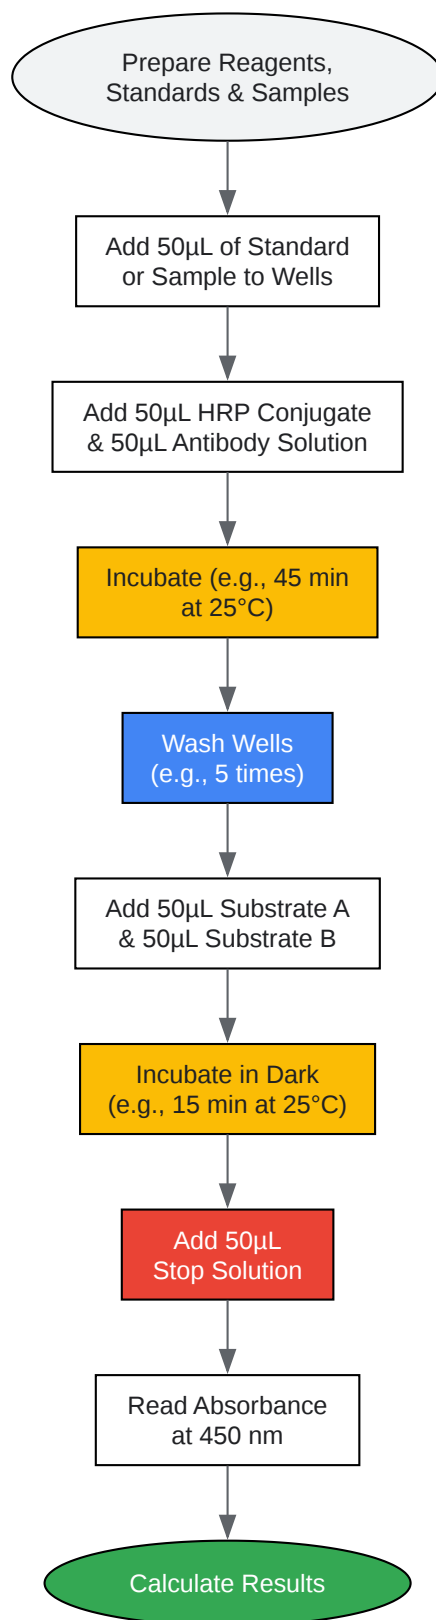 Prepare Reagents,
Standards & Samples
Add 50µL of Standard
or Sample to Wells
Add 50µL HRP Conjugate
& 50µL Antibody Solution
Incubate (e.g., 45 min
at 25°C)
Wash Wells
(e.g., 5 times)
Add 50µL Substrate A
& 50µL Substrate B
Incubate in Dark
(e.g., 15 min at 25°C)
Add 50µL
Stop Solution
Read Absorbance
at 450 nm
Calculate Results